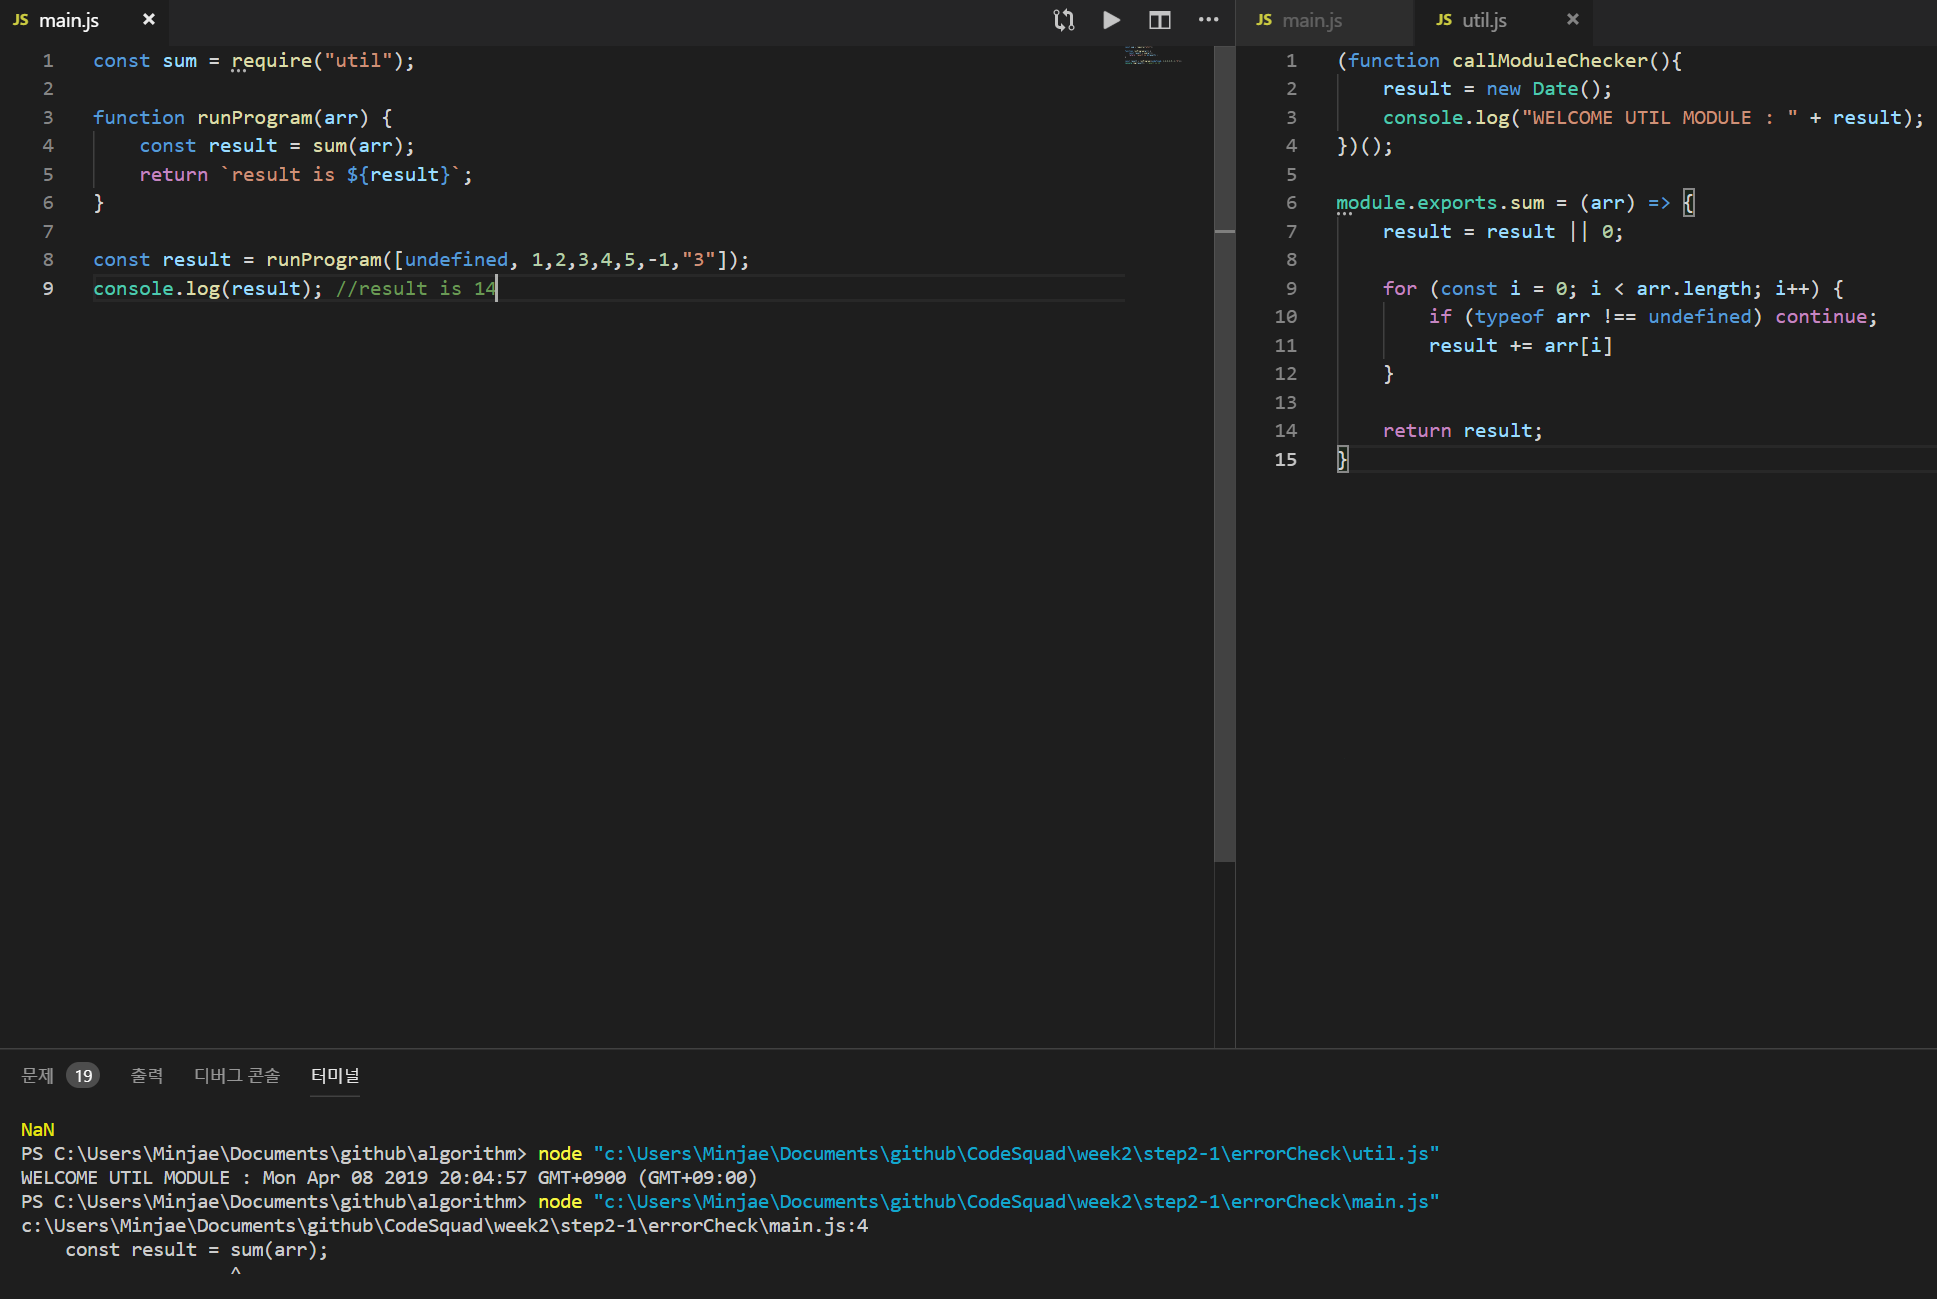 JS main.js ×
1 const sum = require("util");
2
3 function runProgram(arr) {
4     const result = sum(arr);
5     return `result is ${result}`;
6 }
7
8 const result = runProgram([undefined, 1,2,3,4,5,-1,"3"]);
9 console.log(result); //result is 14
JS main.js JS util.js ×
1 (function callModuleChecker(){
2     result = new Date();
3     console.log("WELCOME UTIL MODULE : " + result);
4 })();
5
6 module.exports.sum = (arr) => {
7     result = result || 0;
8
9     for (const i = 0; i < arr.length; i++) {
10         if (typeof arr !== undefined) continue;
11         result += arr[i]
12     }
13
14     return result;
15 }
문제 19 출력 디버그 콘솔 터미널
NaN
PS C:\Users\Minjae\Documents\github\algorithm> node "c:\Users\Minjae\Documents\github\CodeSquad\week2\step2-1\errorCheck\util.js"
WELCOME UTIL MODULE : Mon Apr 08 2019 20:04:57 GMT+0900 (GMT+09:00)
PS C:\Users\Minjae\Documents\github\algorithm> node "c:\Users\Minjae\Documents\github\CodeSquad\week2\step2-1\errorCheck\main.js"
c:\Users\Minjae\Documents\github\CodeSquad\week2\step2-1\errorCheck\main.js:4
    const result = sum(arr);
                   ^